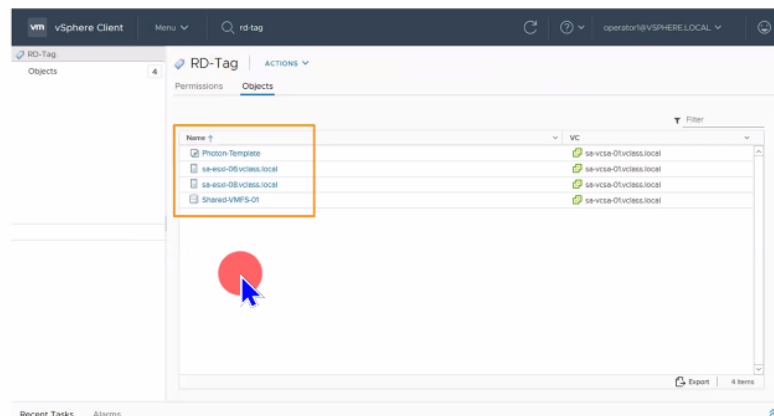 vm vSphere Client Menu rd-tag operator1@VSPHERE.LOCAL
RD-Tag
Objects 4
RD-Tag ACTIONS
Permissions Objects
Filter
Name VC
Photon-Template sa-vcsa-01.vclass.local
sa-esxi-06.vclass.local sa-vcsa-01.vclass.local
sa-esxi-08.vclass.local sa-vcsa-01.vclass.local
Shared-VMFS-01 sa-vcsa-01.vclass.local
Export 4 items
Recent Tasks Alarms